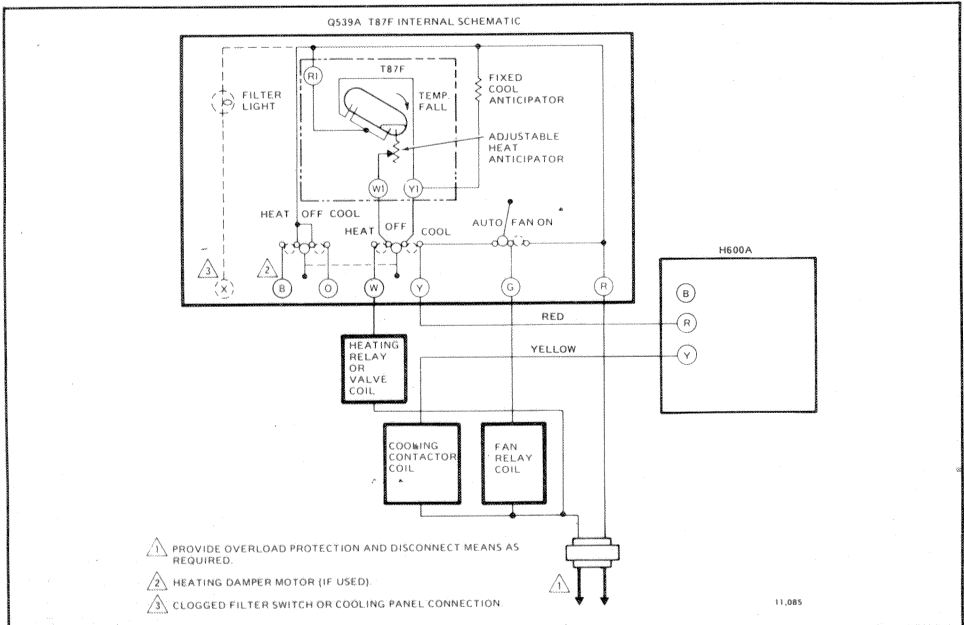 Q539A T87F INTERNAL SCHEMATIC
R1
T87F
FILTER
LIGHT
TEMP.
FALL
FIXED
COOL
ANTICIPATOR
ADJUSTABLE
HEAT
ANTICIPATOR
W1
Y1
HEAT OFF COOL
HEAT OFF COOL
AUTO FAN ON
3
X
2
B
O
W
Y
G
R
H600A
B
R
Y
RED
YELLOW
HEATING
RELAY
OR
VALVE
COIL
COOLING
CONTACTOR
COIL
FAN
RELAY
COIL
1
1 PROVIDE OVERLOAD PROTECTION AND DISCONNECT MEANS AS
REQUIRED.
2 HEATING DAMPER MOTOR (IF USED).
3 CLOGGED FILTER SWITCH OR COOLING PANEL CONNECTION.
11,085